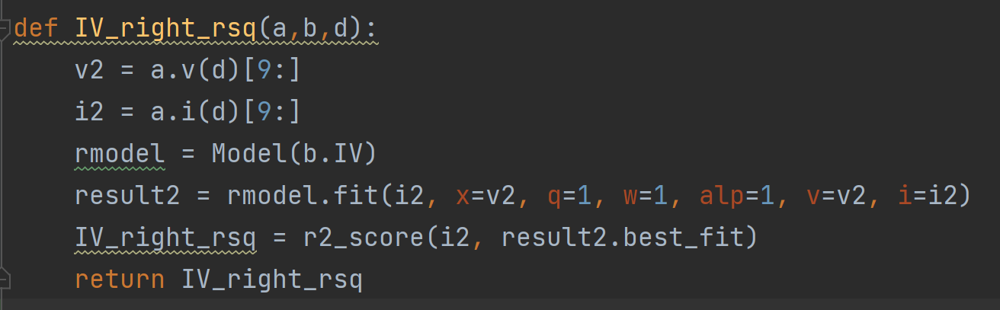 def IV_right_rsq(a,b,d):
    v2 = a.v(d)[9:]
    i2 = a.i(d)[9:]
    rmodel = Model(b.IV)
    result2 = rmodel.fit(i2, x=v2, q=1, w=1, alp=1, v=v2, i=i2)
    IV_right_rsq = r2_score(i2, result2.best_fit)
    return IV_right_rsq